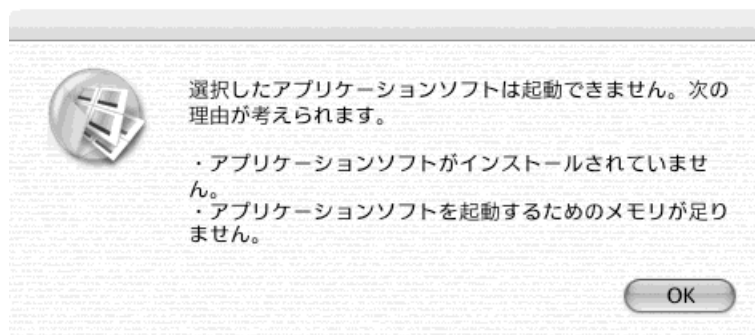 選択したアプリケーションソフトは起動できません。次の
理由が考えられます。
・アプリケーションソフトがインストールされていませ
ん。
・アプリケーションソフトを起動するためのメモリが足り
ません。
OK